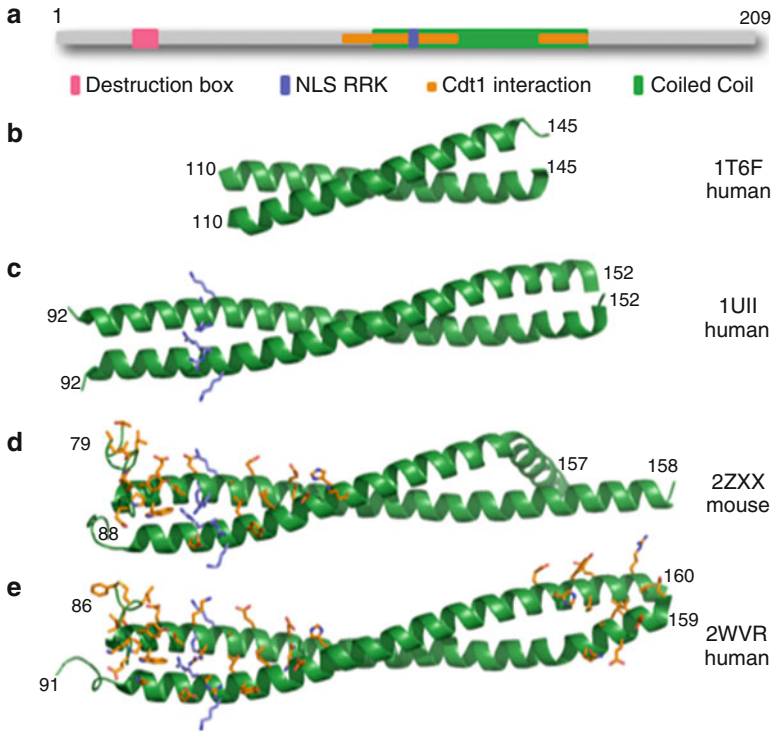 a
1
209
Destruction box
NLS RRK
Cdt1 interaction
Coiled Coil
b
110
110
145
145
1T6F
human
c
92
92
152
152
1UII
human
d
79
88
157
158
2ZXX
mouse
e
86
91
160
159
2WVR
human